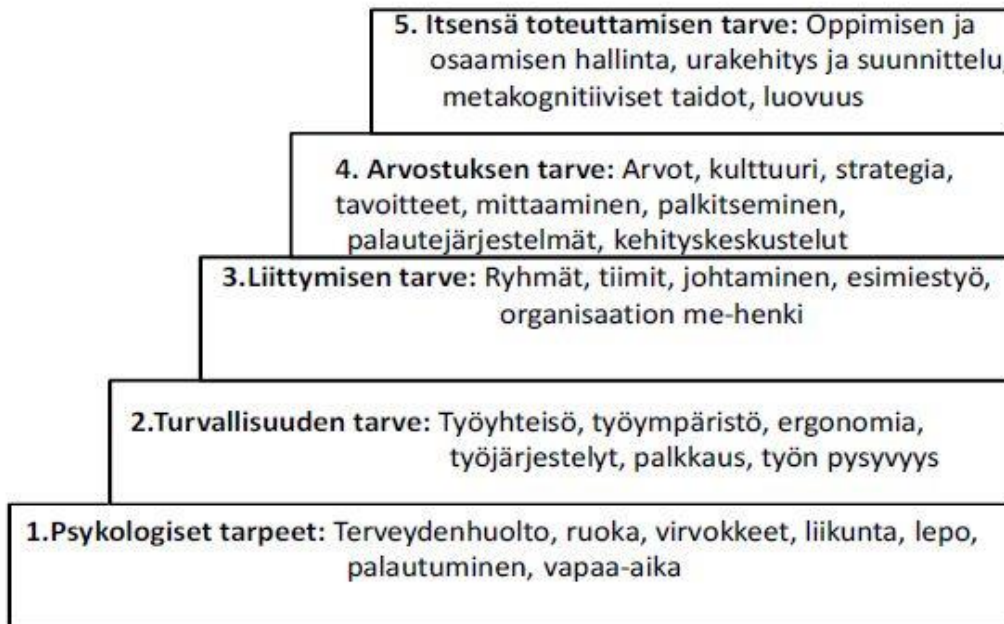 5. Itsensä toteuttamisen tarve: Oppimisen ja
osaamisen hallinta, urakehitys ja suunnittelu,
metakognitiiviset taidot, luovuus
4. Arvostuksen tarve: Arvot, kulttuuri, strategia,
tavoitteet, mittaaminen, palkitseminen,
palautejärjestelmät, kehityskeskustelut
3.Liittymisen tarve: Ryhmät, tiimit, johtaminen, esimiestyö,
organisaation me-henki
2.Turvallisuuden tarve: Työyhteisö, työympäristö, ergonomia,
työjärjestelyt, palkkaus, työn pysyvyys
1.Psykologiset tarpeet: Terveydenhuolto, ruoka, virvokkeet, liikunta, lepo,
palautuminen, vapaa-aika